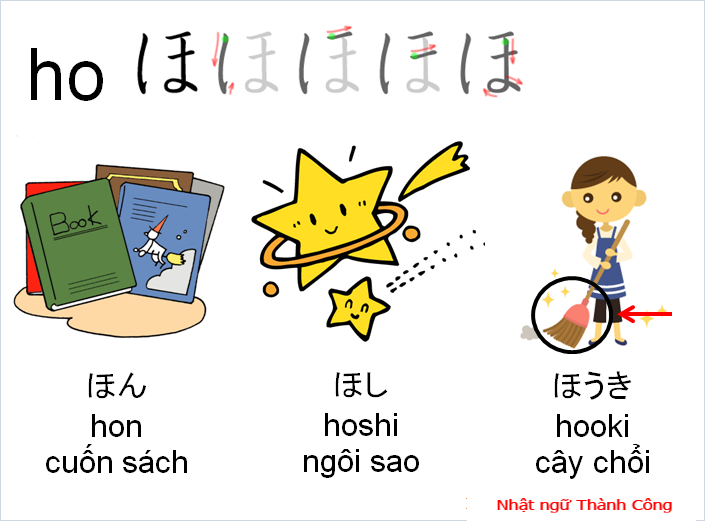 ho ほ ほ ほ ほ ほ
Book
ほん
hon
cuốn sách
ほし
hoshi
ngôi sao
ほうき
hooki
cây chổi
Nhật ngữ Thành Công